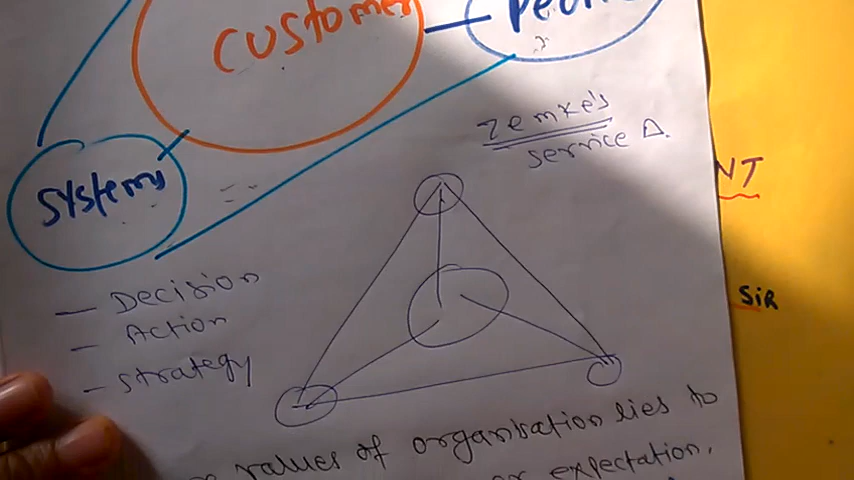 customer
People
Zemke's
service Δ.
systems
NT
- Decision
- Action
- strategy
SiR
values of organisation lies to
expectation,